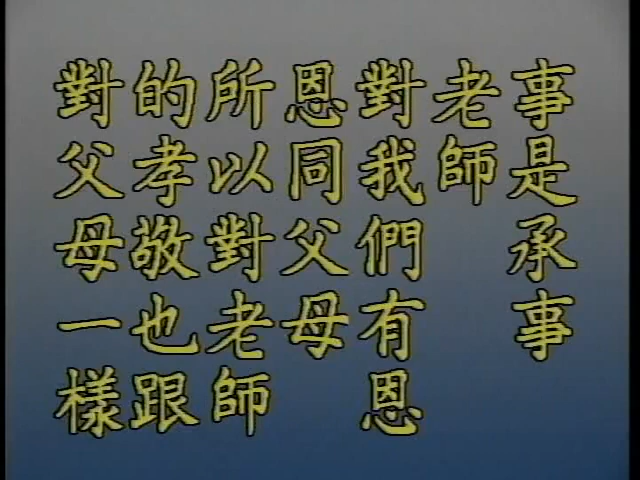 事是承事
老師
對我們有恩
恩同父母
所以對老師
的孝敬也跟
對父母一樣